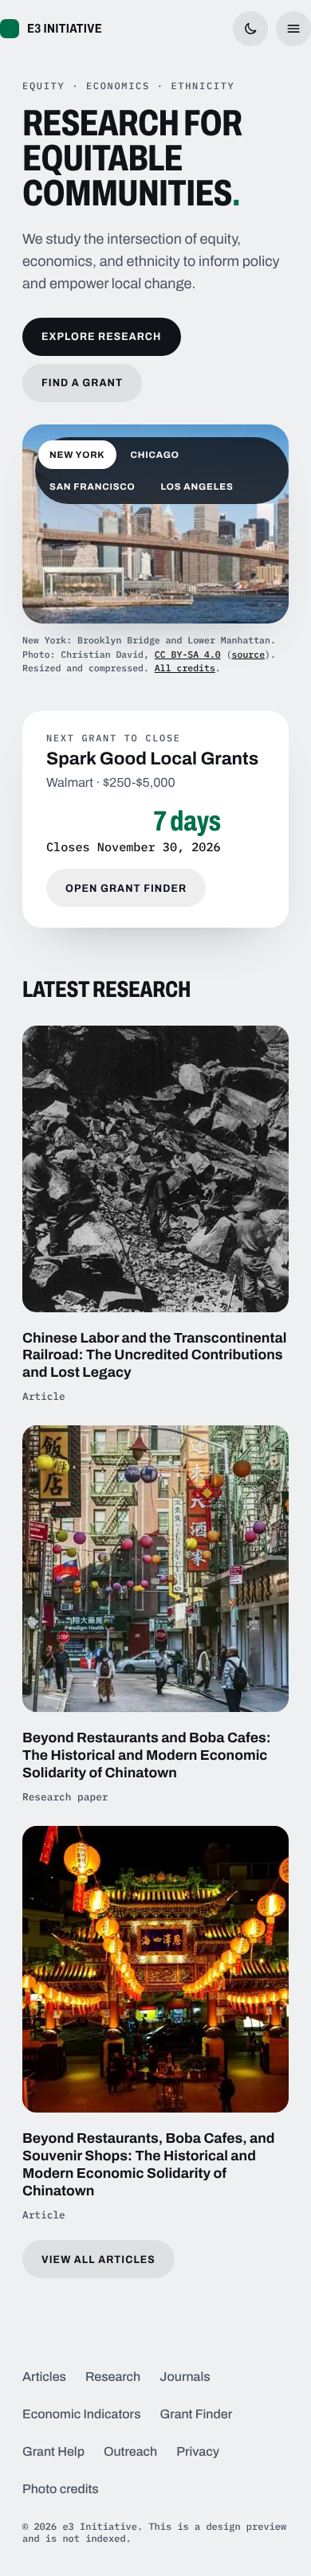 E3 INITIATIVE
EQUITY · ECONOMICS · ETHNICITY
RESEARCH FOR
EQUITABLE
COMMUNITIES.
We study the intersection of equity,
economics, and ethnicity to inform policy
and empower local change.
EXPLORE RESEARCH
FIND A GRANT
NEW YORK CHICAGO
SAN FRANCISCO LOS ANGELES
New York: Brooklyn Bridge and Lower Manhattan.
Photo: Christian David, CC BY-SA 4.0 (source).
Resized and compressed. All credits.
NEXT GRANT TO CLOSE
Spark Good Local Grants
Walmart · $250-$5,000
7 days
Closes November 30, 2026
OPEN GRANT FINDER
LATEST RESEARCH
Chinese Labor and the Transcontinental
Railroad: The Uncredited Contributions
and Lost Legacy
Article
飯店
酒家
Beyond Restaurants and Boba Cafes:
The Historical and Modern Economic
Solidarity of Chinatown
Research paper
Beyond Restaurants, Boba Cafes, and
Souvenir Shops: The Historical and
Modern Economic Solidarity of
Chinatown
Article
VIEW ALL ARTICLES
Articles Research Journals
Economic Indicators Grant Finder
Grant Help Outreach Privacy
Photo credits
© 2026 e3 Initiative. This is a design preview
and is not indexed.